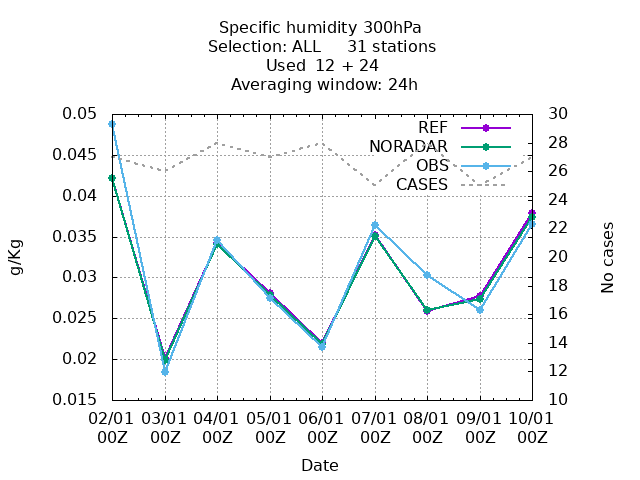 Specific humidity 300hPa
Selection: ALL     31 stations
Used  12 + 24
Averaging window: 24h
REF
NORADAR
OBS
CASES
0.05
0.045
0.04
0.035
0.03
0.025
0.02
0.015
30
28
26
24
22
20
18
16
14
12
10
g/Kg
No cases
02/01 03/01 04/01 05/01 06/01 07/01 08/01 09/01 10/01
00Z 00Z 00Z 00Z 00Z 00Z 00Z 00Z 00Z
Date